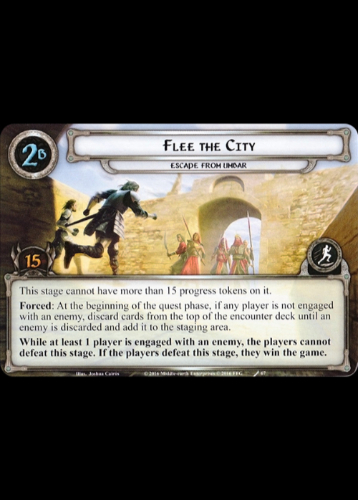 2B
FLEE THE CITY
ESCAPE FROM UMBAR
15
This stage cannot have more than 15 progress tokens on it.
Forced: At the beginning of the quest phase, if any player is not engaged
with an enemy, discard cards from the top of the encounter deck until an
enemy is discarded and add it to the staging area.
While at least 1 player is engaged with an enemy, the players cannot
defeat this stage. If the players defeat this stage, they win the game.
Illus. Joshua Cairós